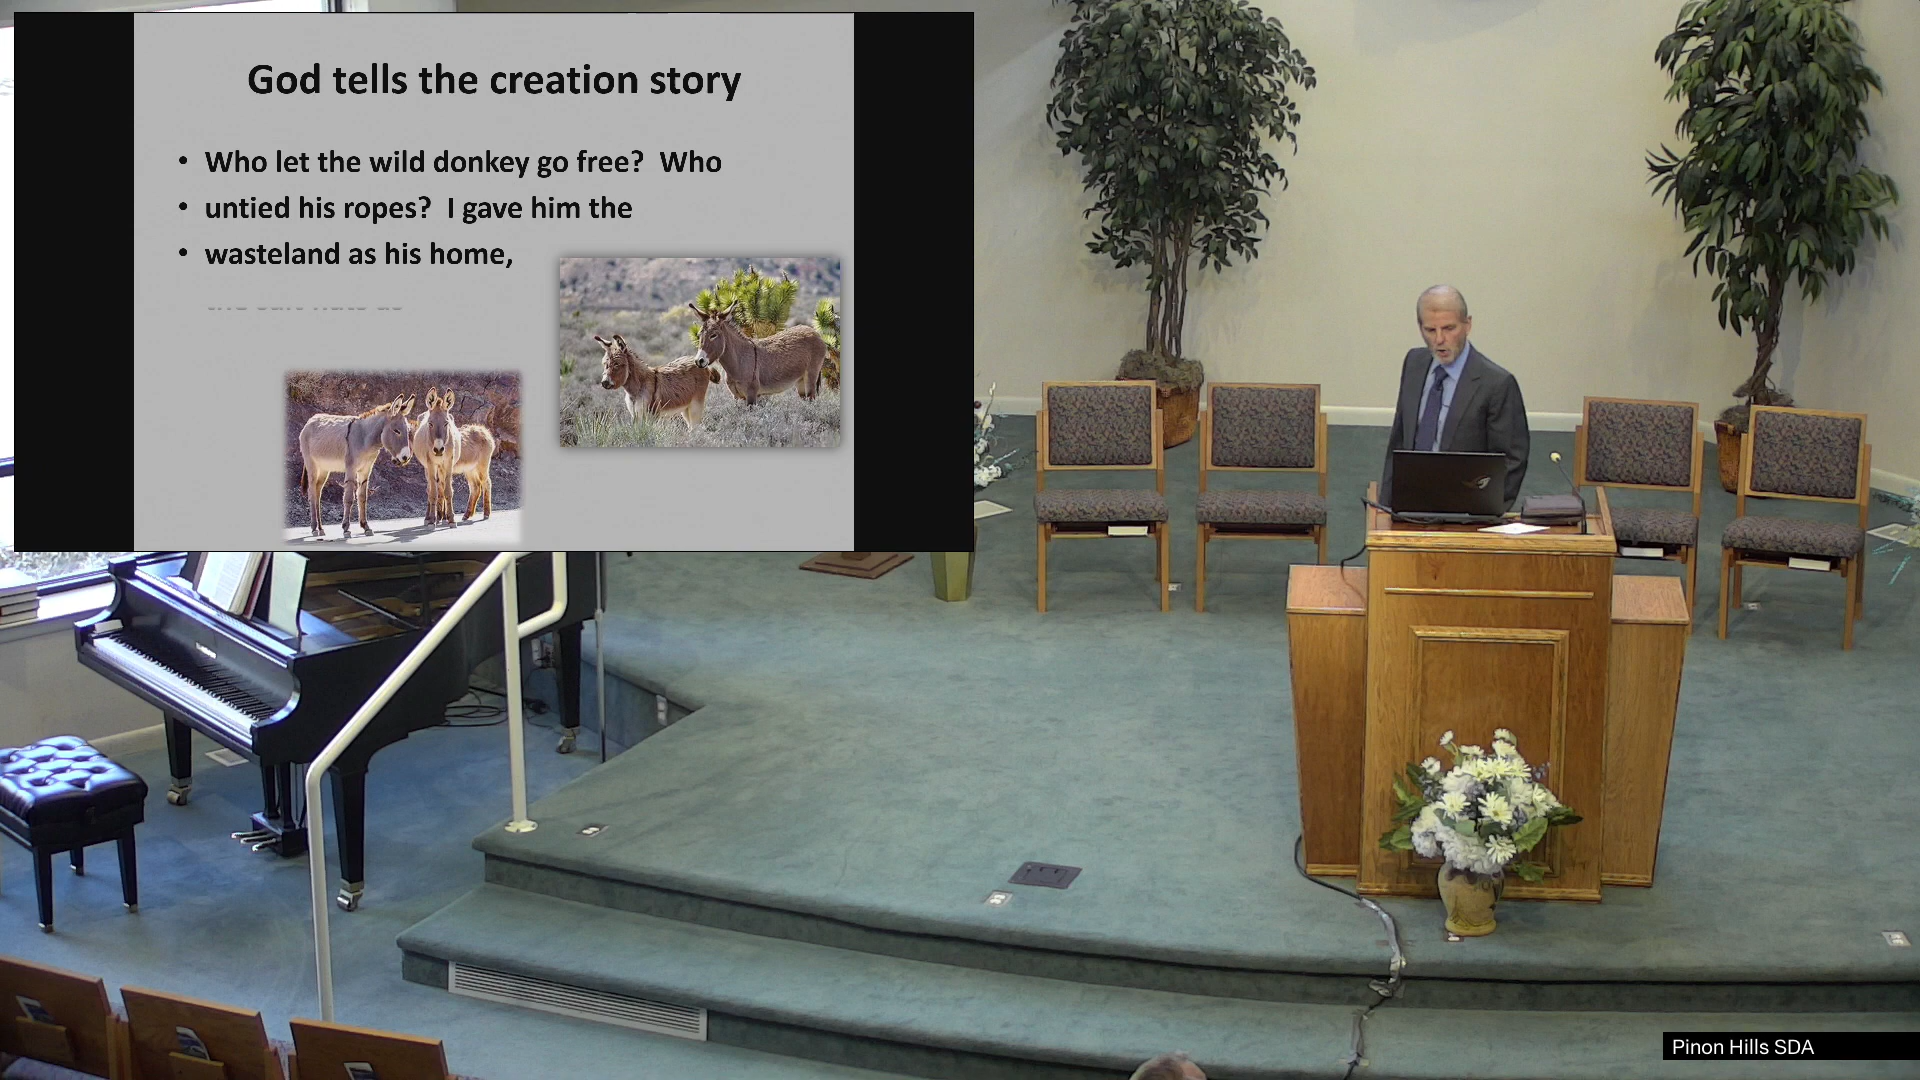 God tells the creation story
• Who let the wild donkey go free?  Who
• untied his ropes?  I gave him the
• wasteland as his home,
Pinon Hills SDA